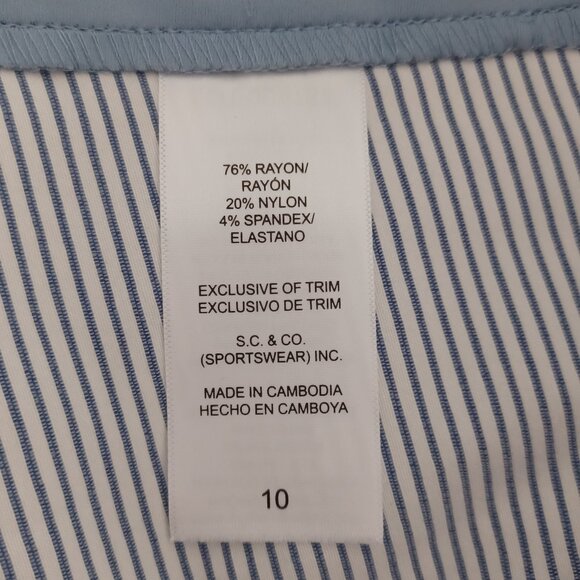 76% RAYON/
RAYÓN
20% NYLON
4% SPANDEX/
ELASTANO
EXCLUSIVE OF TRIM
EXCLUSIVO DE TRIM
S.C. & CO.
(SPORTSWEAR) INC.
MADE IN CAMBODIA
HECHO EN CAMBOYA
10